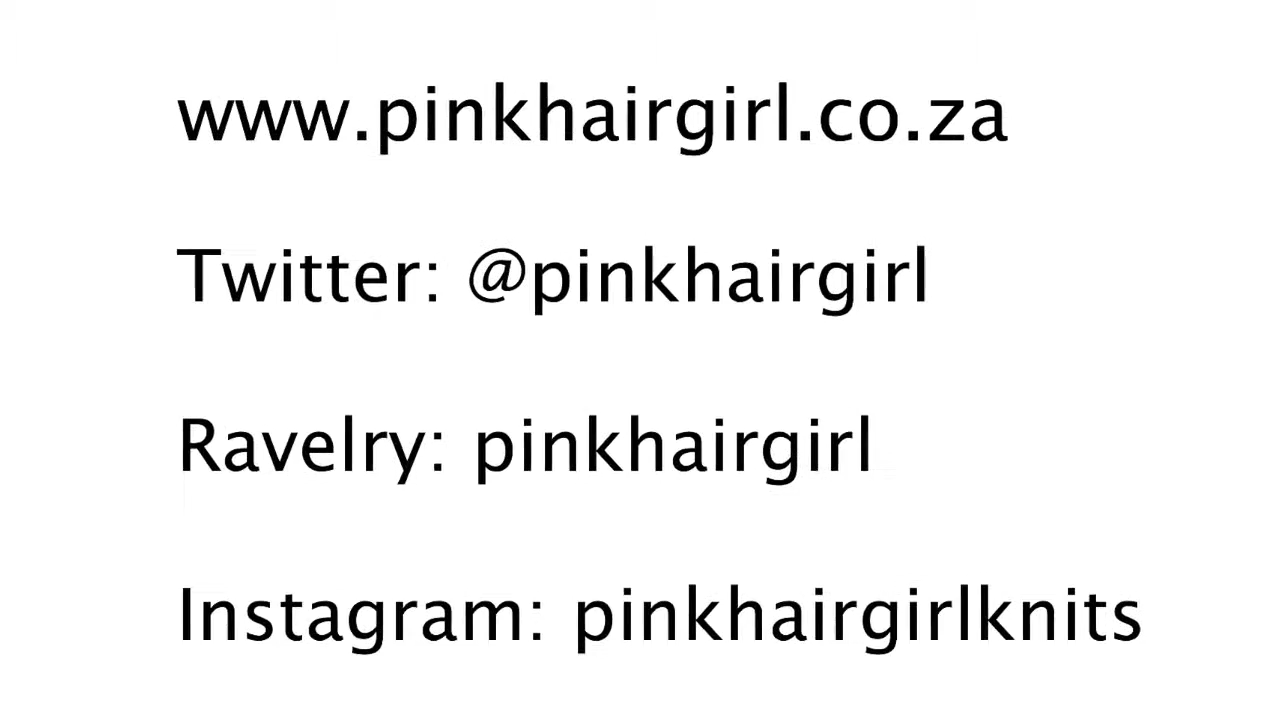 www.pinkhairgirl.co.za
Twitter: @pinkhairgirl
Ravelry: pinkhairgirl
Instagram: pinkhairgirlknits